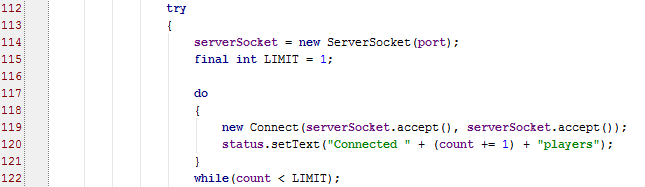 112 try
113 {
114 serverSocket = new ServerSocket(port);
115 final int LIMIT = 1;
116
117 do
118 {
119 new Connect(serverSocket.accept(), serverSocket.accept());
120 status.setText("Connected " + (count += 1) + "players");
121 }
122 while(count < LIMIT);